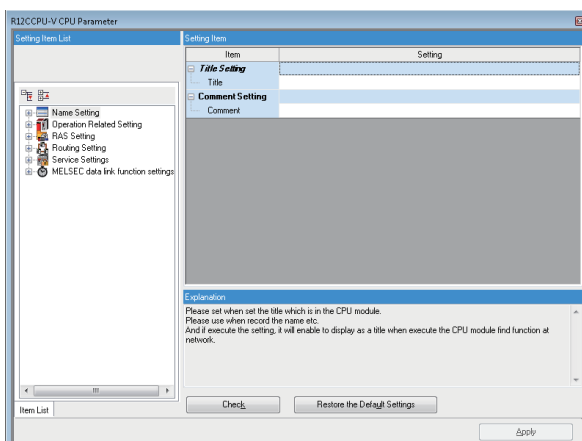 R12CCPU-V CPU Parameter
Setting Item List
Setting Item
Item Setting
Title Setting
Title
Comment Setting
Comment
Name Setting
Operation Related Setting
RAS Setting
Routing Setting
Service Settings
MELSEC data link function settings
Explanation
Please set when set the title which is in the CPU module.
Please use when record the name etc.
And if execute the setting, it will enable to display as a title when execute the CPU module find function at
network.
Item List
Check
Restore the Default Settings
Apply